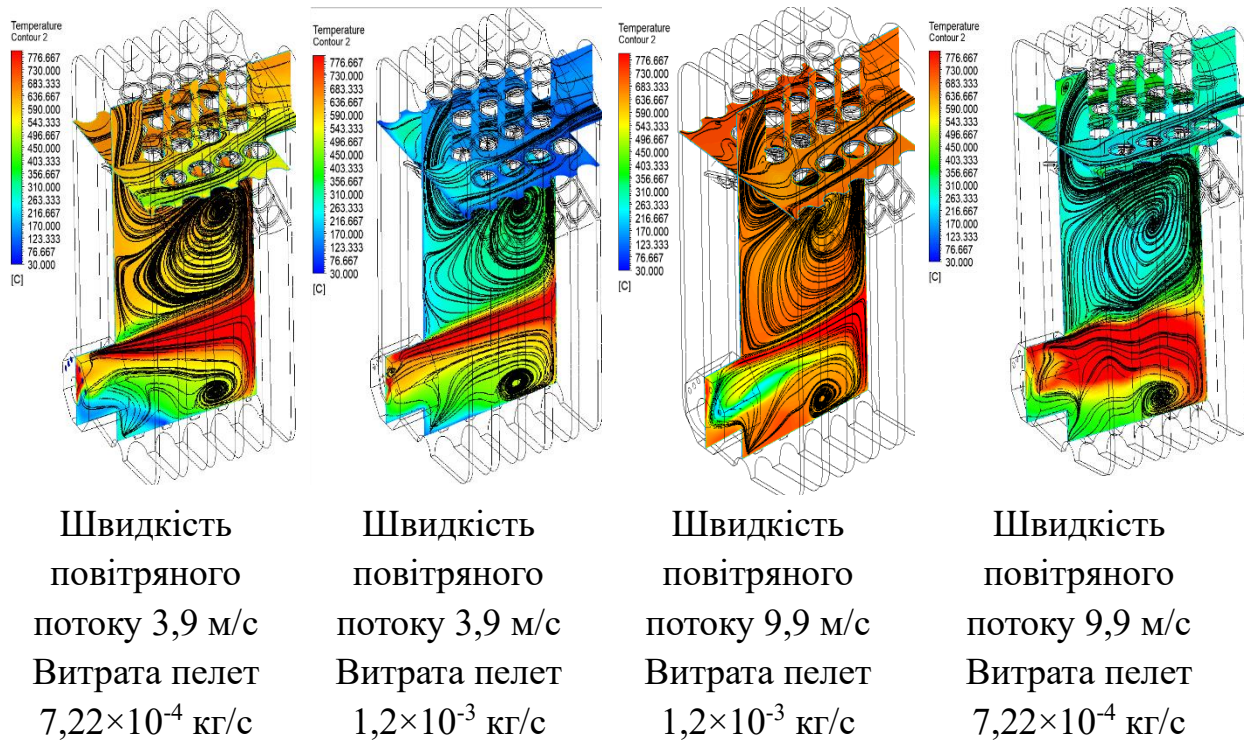 Temperature
Contour 2
776.667
730.000
683.333
636.667
590.000
543.333
496.667
450.000
403.333
356.667
310.000
263.333
216.667
170.000
123.333
76.667
30.000
[C]
Temperature
Contour 2
776.667
730.000
683.333
636.667
590.000
543.333
496.667
450.000
403.333
356.667
310.000
263.333
216.667
170.000
123.333
76.667
30.000
[C]
Temperature
Contour 2
776.667
730.000
683.333
636.667
590.000
543.333
496.667
450.000
403.333
356.667
310.000
263.333
216.667
170.000
123.333
76.667
30.000
[C]
Temperature
Contour 2
776.667
730.000
683.333
636.667
590.000
543.333
496.667
450.000
403.333
356.667
310.000
263.333
216.667
170.000
123.333
76.667
30.000
[C]
Швидкість
повітряного
потоку 3,9 м/с
Витрата пелет
7,22×10⁻⁴ кг/с
Швидкість
повітряного
потоку 3,9 м/с
Витрата пелет
1,2×10⁻³ кг/с
Швидкість
повітряного
потоку 9,9 м/с
Витрата пелет
1,2×10⁻³ кг/с
Швидкість
повітряного
потоку 9,9 м/с
Витрата пелет
7,22×10⁻⁴ кг/с